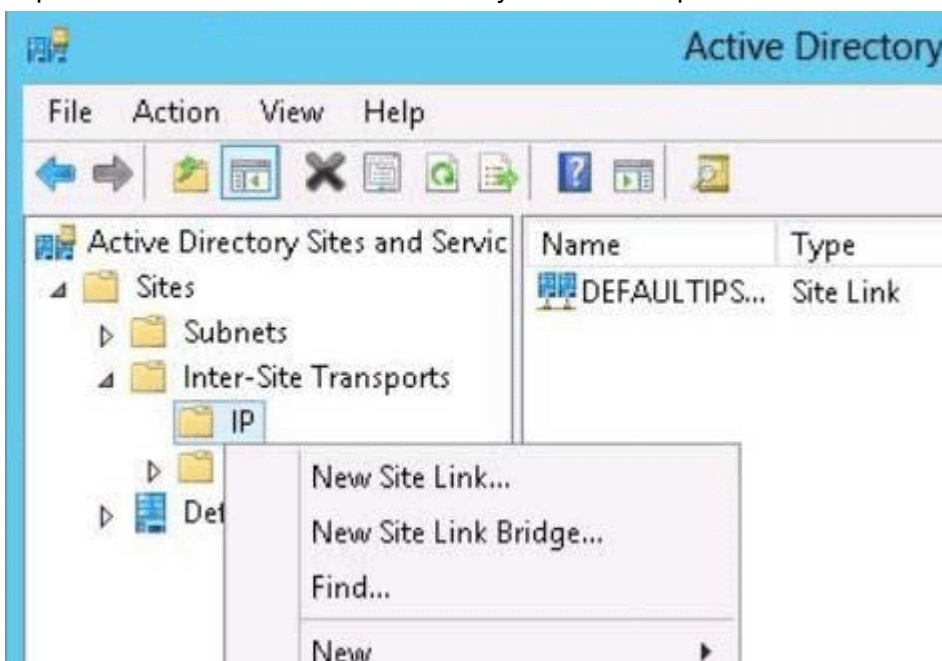 Active Directory
File Action View Help
Active Directory Sites and Servic
Name Type
Sites
DEFAULTIPS... Site Link
Subnets
Inter-Site Transports
IP
New Site Link...
Def
New Site Link Bridge...
Find...
New